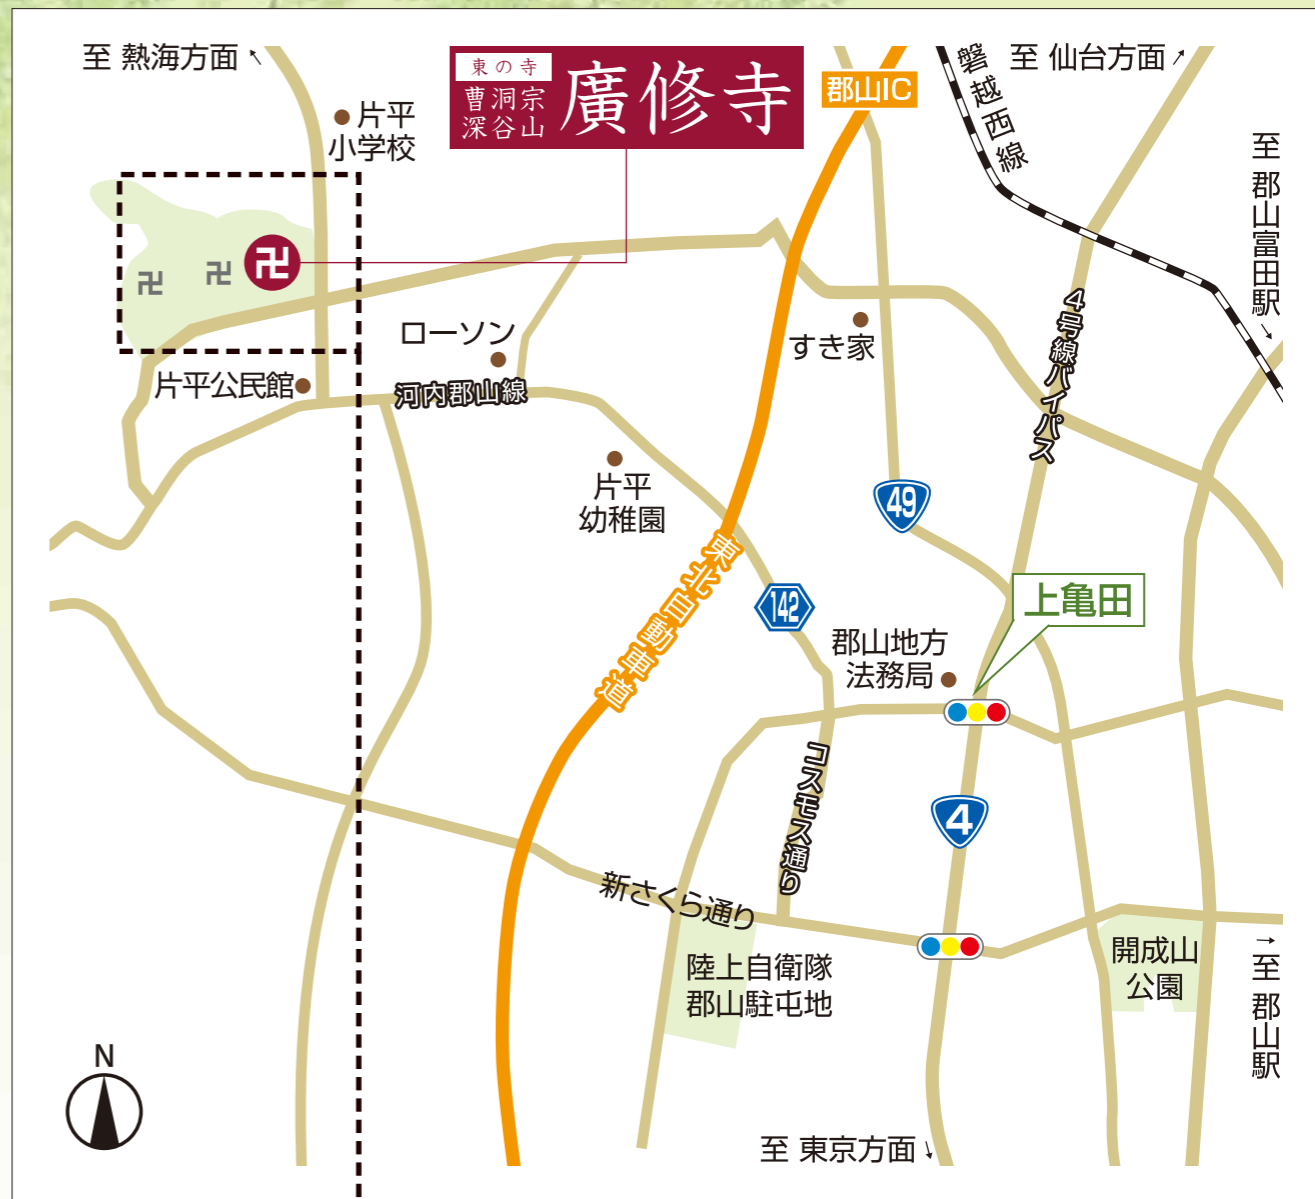 至 熱海方面
東の寺
曹洞宗
深谷山
廣修寺
郡山IC
磐越西線
至 仙台方面
至 郡山富田駅
片平
小学校
卍
卍
卍
ローソン
すき家
4号線バイパス
片平公民館
河内郡山線
片平
幼稚園
49
東北自動車道
142
上亀田
郡山地方
法務局
コスモス通り
4
新さくら通り
陸上自衛隊
郡山駐屯地
開成山
公園
至 郡山駅
N
至 東京方面